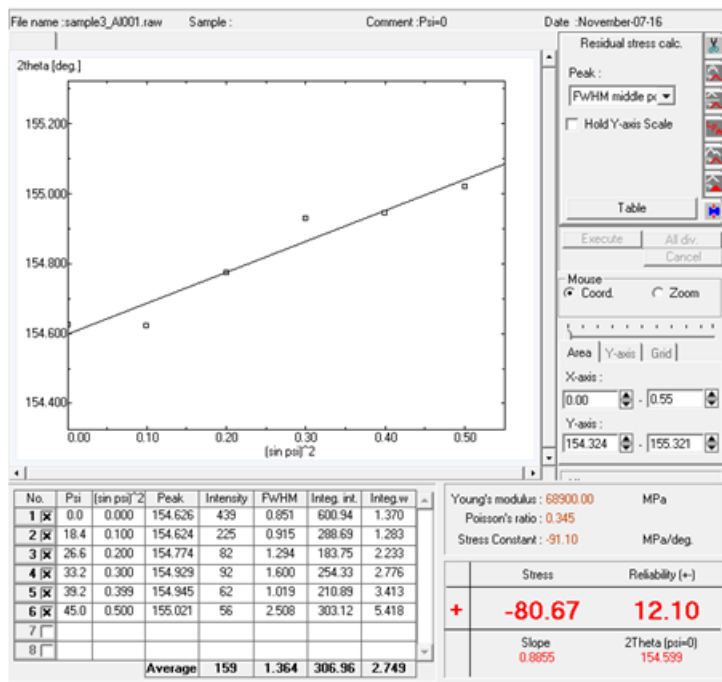 File name :sample3_Al001.raw Sample : Comment :Psi=0 Date :November-07-16
Residual stress calc.
Peak :
FWHM middle pc
Hold Y-axis Scale
Table
Execute All div.
Cancel
Mouse
Coord. Zoom
Area Y-axis Grid
X-axis :
0.00 - 0.55
Y-axis :
154.324 - 155.321
2theta [deg.]
155.200
155.000
154.800
154.600
154.400
0.00 0.10 0.20 0.30 0.40 0.50
(sin psi)^2
No. Psi (sin psi)^2 Peak Intensity FWHM Integ. int. Integ.w
1 0.0 0.000 154.626 439 0.851 600.94 1.370
2 18.4 0.100 154.624 225 0.915 288.69 1.283
3 26.6 0.200 154.774 82 1.294 183.75 2.233
4 33.2 0.300 154.929 92 1.600 254.33 2.776
5 39.2 0.399 154.945 62 1.019 210.89 3.413
6 45.0 0.500 155.021 56 2.508 303.12 5.418
7
8
Average 159 1.364 306.96 2.749
Young's modulus : 68900.00 MPa
Poisson's ratio : 0.345
Stress Constant : -91.10 MPa/deg.
Stress Reliability (+-)
+ -80.67 12.10
Slope 2Theta (psi=0)
0.8855 154.599